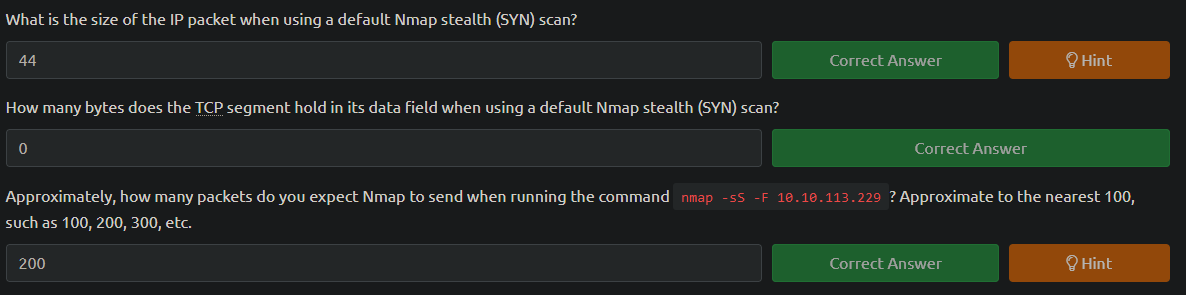 What is the size of the IP packet when using a default Nmap stealth (SYN) scan?
44 Correct Answer Hint
How many bytes does the TCP segment hold in its data field when using a default Nmap stealth (SYN) scan?
0 Correct Answer
Approximately, how many packets do you expect Nmap to send when running the command nmap -sS -F 10.10.113.229 ? Approximate to the nearest 100,
such as 100, 200, 300, etc.
200 Correct Answer Hint